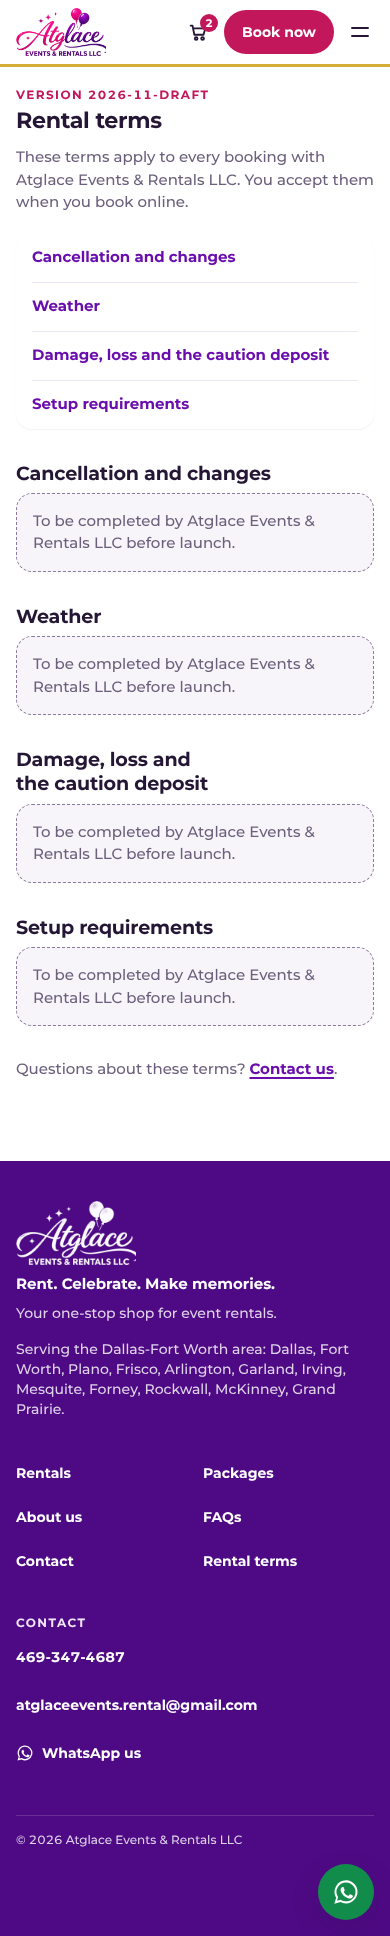 Atglace
EVENTS & RENTALS LLC
2
Book now
VERSION 2026-11-DRAFT
Rental terms
These terms apply to every booking with
Atglace Events & Rentals LLC. You accept them
when you book online.
Cancellation and changes
Weather
Damage, loss and the caution deposit
Setup requirements
Cancellation and changes
To be completed by Atglace Events &
Rentals LLC before launch.
Weather
To be completed by Atglace Events &
Rentals LLC before launch.
Damage, loss and
the caution deposit
To be completed by Atglace Events &
Rentals LLC before launch.
Setup requirements
To be completed by Atglace Events &
Rentals LLC before launch.
Questions about these terms? Contact us.
Atglace
EVENTS & RENTALS LLC
Rent. Celebrate. Make memories.
Your one-stop shop for event rentals.
Serving the Dallas-Fort Worth area: Dallas, Fort
Worth, Plano, Frisco, Arlington, Garland, Irving,
Mesquite, Forney, Rockwall, McKinney, Grand
Prairie.
Rentals
Packages
About us
FAQs
Contact
Rental terms
CONTACT
469-347-4687
atglaceevents.rental@gmail.com
WhatsApp us
© 2026 Atglace Events & Rentals LLC